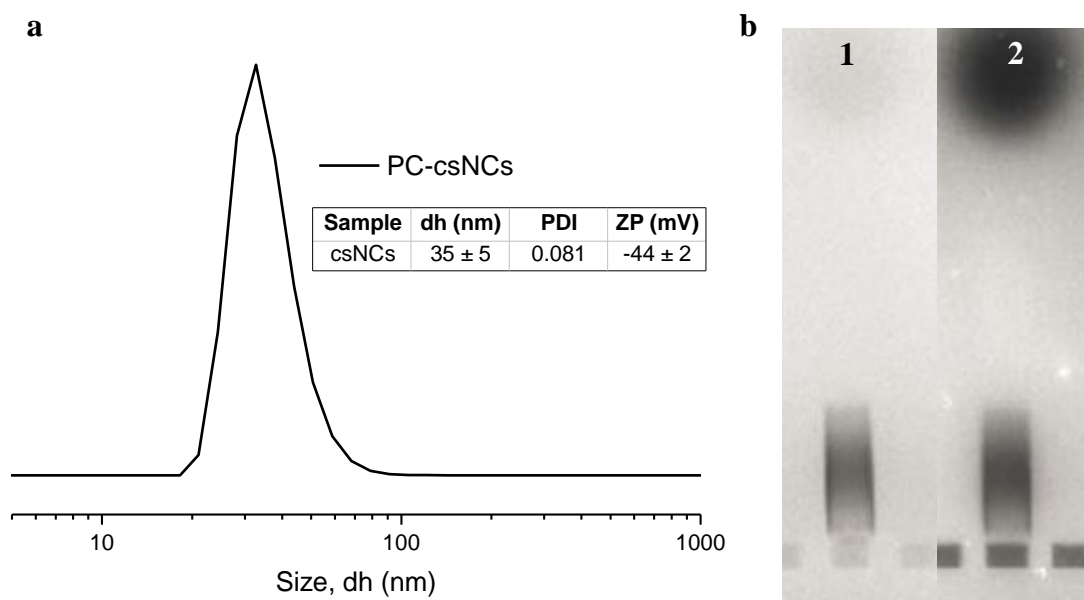 a
PC-csNCs
Sample dh (nm) PDI ZP (mV)
csNCs 35 ± 5 0.081 -44 ± 2
10 100 1000
Size, dh (nm)
b
1 2